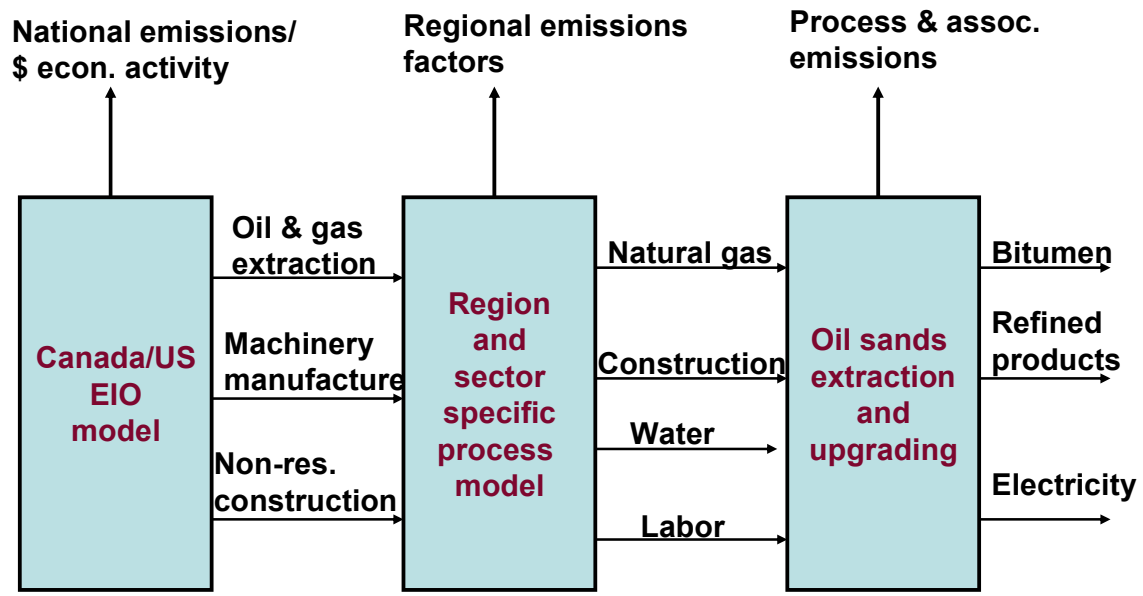 National emissions/
$ econ. activity
Regional emissions
factors
Process & assoc.
emissions
Canada/US
EIO
model
Oil & gas
extraction
Machinery
manufacture
Non-res.
construction
Region
and
sector
specific
process
model
Natural gas
Construction
Water
Labor
Oil sands
extraction
and
upgrading
Bitumen
Refined
products
Electricity